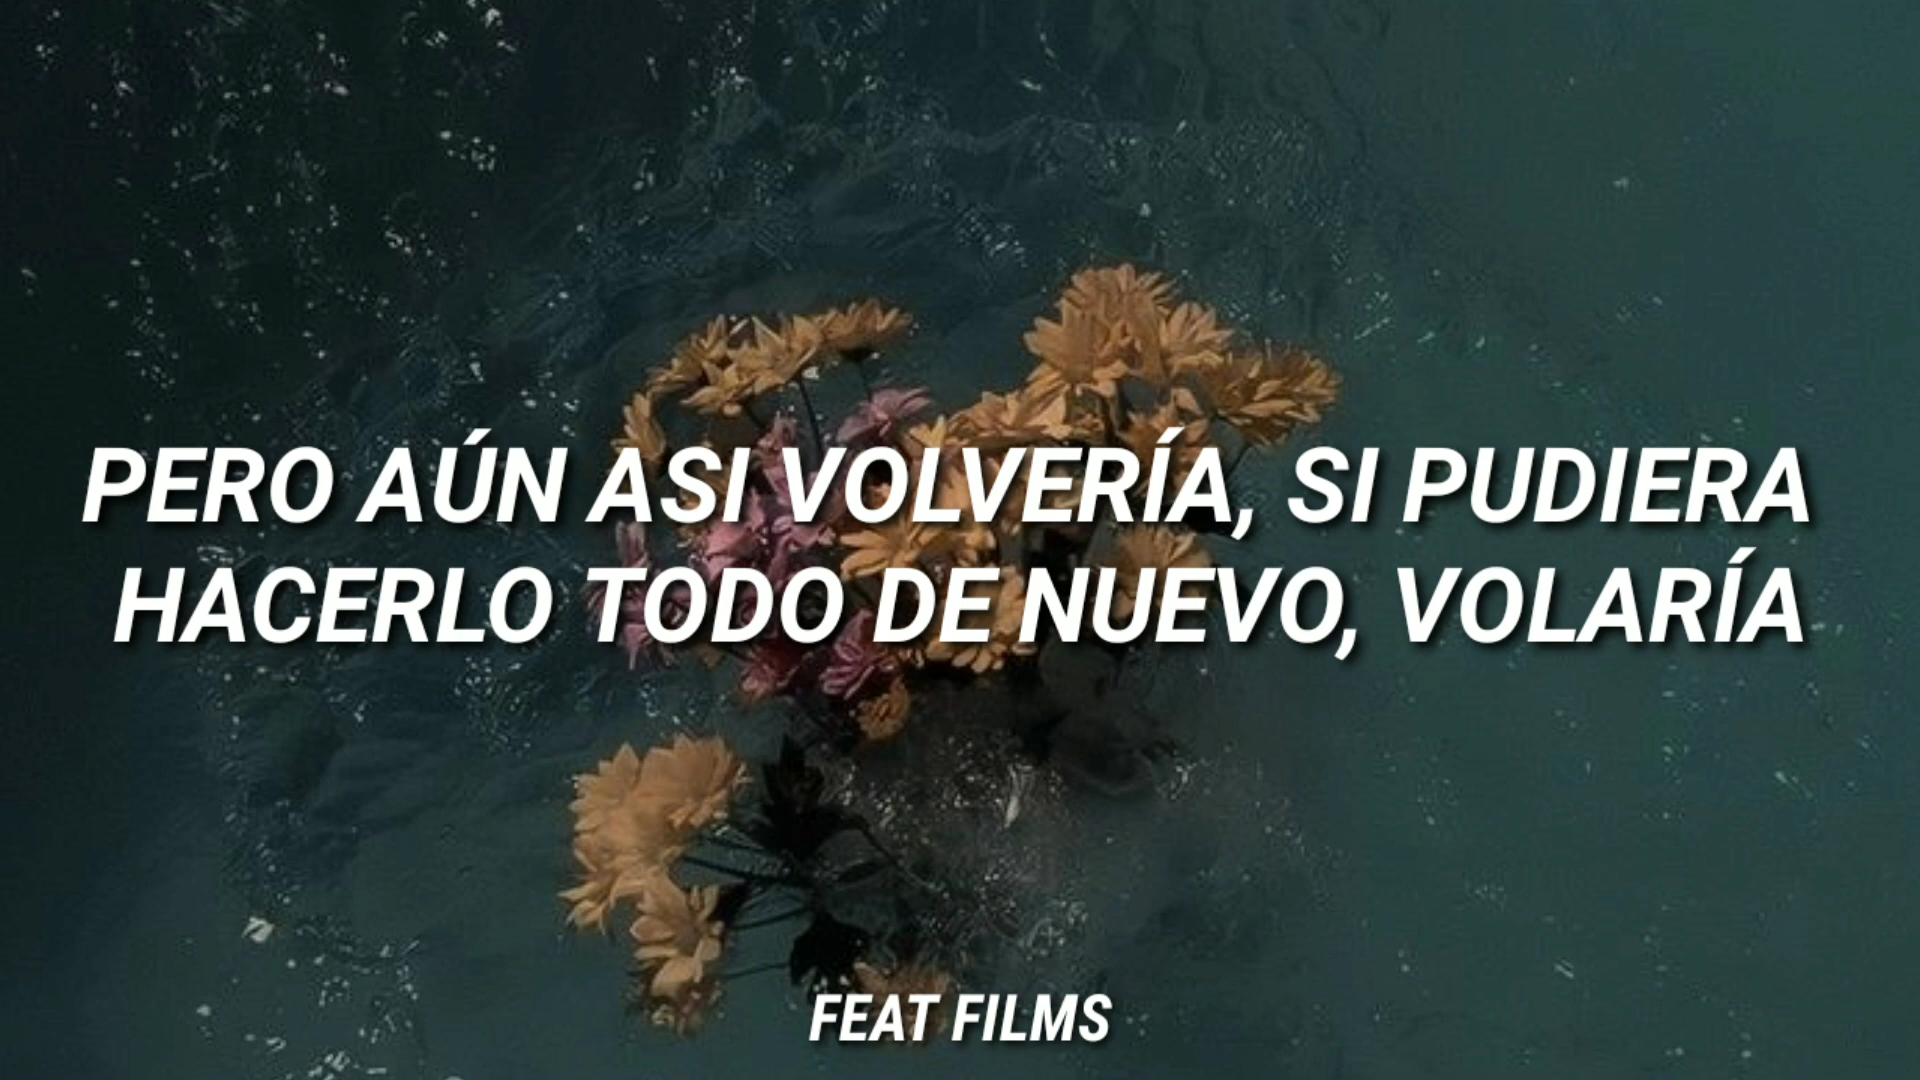 PERO AÚN ASI VOLVERÍA, SI PUDIERA
HACERLO TODO DE NUEVO, VOLARÍA
FEAT FILMS